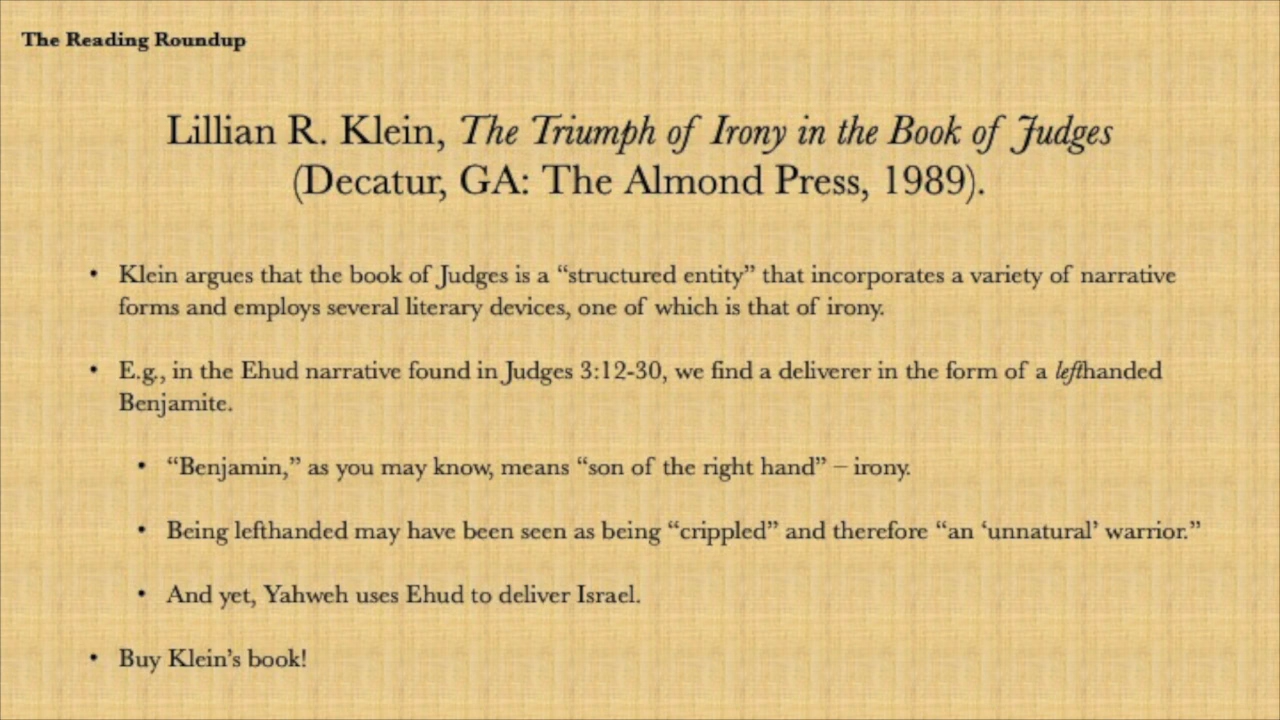 The Reading Roundup
Lillian R. Klein, The Triumph of Irony in the Book of Judges
(Decatur, GA: The Almond Press, 1989).
• Klein argues that the book of Judges is a “structured entity” that incorporates a variety of narrative
forms and employs several literary devices, one of which is that of irony.
• E.g., in the Ehud narrative found in Judges 3:12-30, we find a deliverer in the form of a lefthanded
Benjamite.
• “Benjamin,” as you may know, means “son of the right hand” – irony.
• Being lefthanded may have been seen as being “crippled” and therefore “an ‘unnatural’ warrior.”
• And yet, Yahweh uses Ehud to deliver Israel.
• Buy Klein’s book!